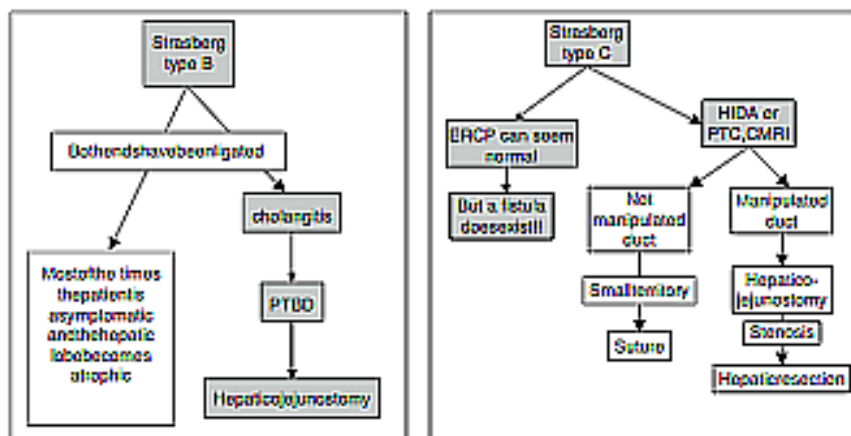 Strasberg
type B
Bothendshavebeenligated
cholangitis
Mostofthe times
thepatientis
asymptomatic
andthehepatic
lobebecomes
atrophic
PTBD
Hepaticojejunostomy
Strasberg
type C
ERCP can seem
normal
But a fistula
doesexist!!!
HIDA or
PTC,CMRI
Not
manipulated
duct
Smallterritory
Suture
Manipulated
duct
Hepatico-
jejunostomy
Stenosis
Hepaticresection